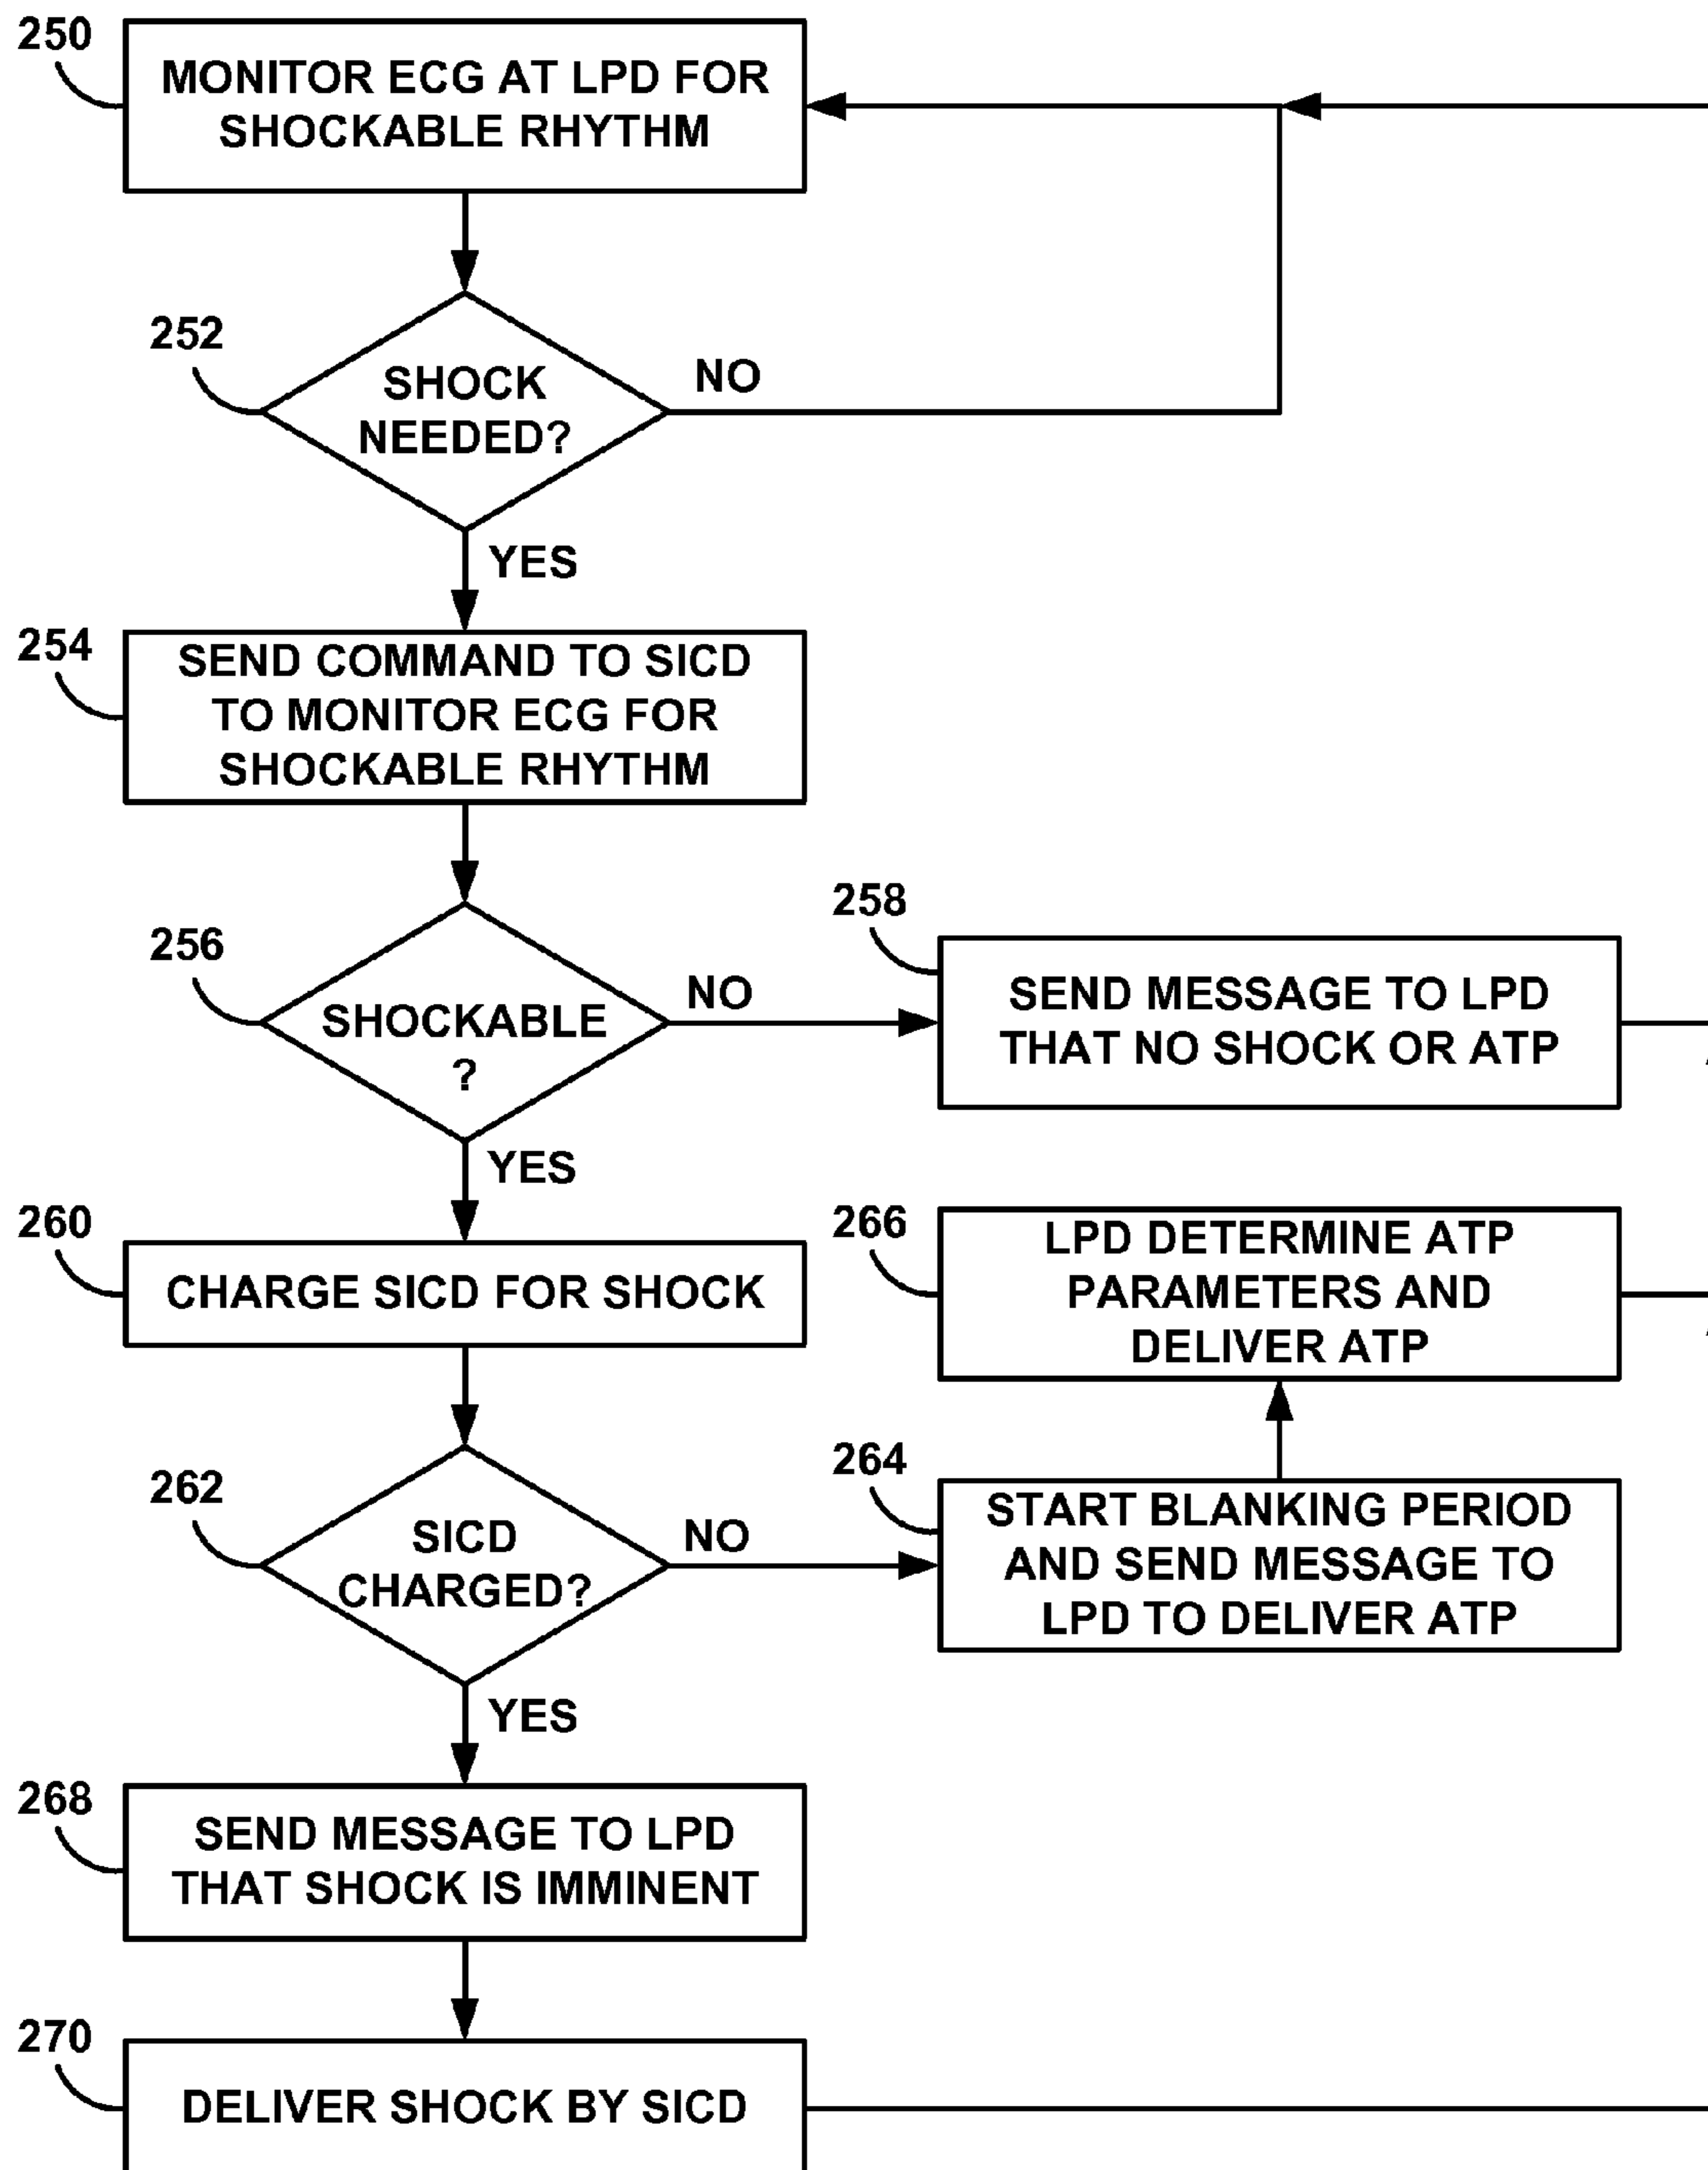 250
MONITOR ECG AT LPD FOR
SHOCKABLE RHYTHM
252
SHOCK
NEEDED?
NO
YES
254
SEND COMMAND TO SICD
TO MONITOR ECG FOR
SHOCKABLE RHYTHM
256
SHOCKABLE
?
NO
258
SEND MESSAGE TO LPD
THAT NO SHOCK OR ATP
YES
260
CHARGE SICD FOR SHOCK
266
LPD DETERMINE ATP
PARAMETERS AND
DELIVER ATP
262
SICD
CHARGED?
NO
264
START BLANKING PERIOD
AND SEND MESSAGE TO
LPD TO DELIVER ATP
YES
268
SEND MESSAGE TO LPD
THAT SHOCK IS IMMINENT
270
DELIVER SHOCK BY SICD